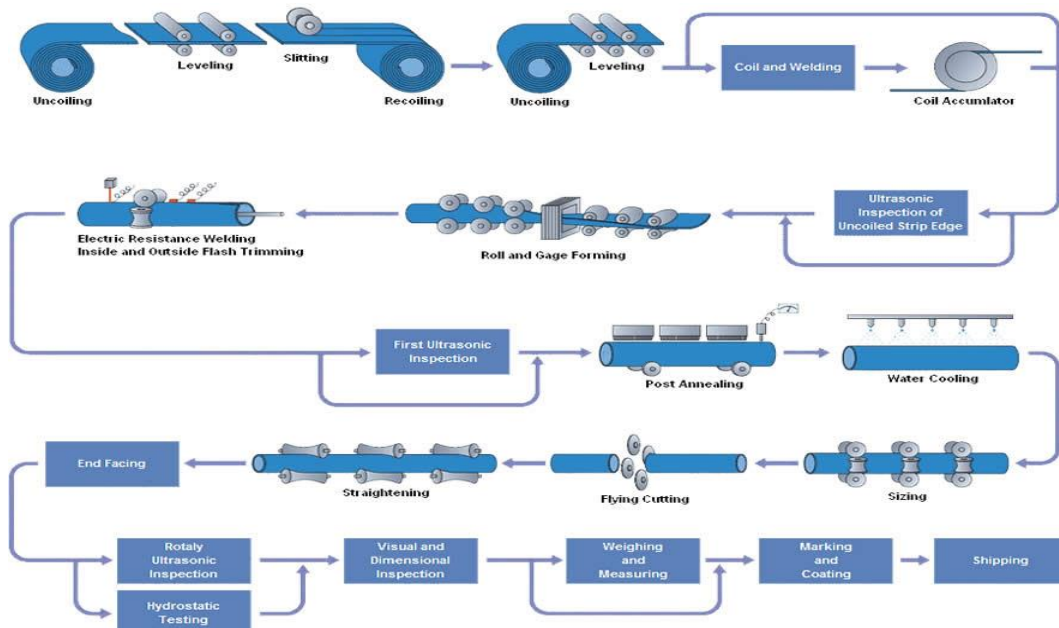 Slitting
Leveling
Uncoiling
Recoiling
Leveling
Uncoiling
Coil and Welding
Coil Accumlator
Ultrasonic
Inspection of
Uncoiled Strip Edge
Roll and Gage Forming
Electric Resistance Welding
Inside and Outside Flash Trimming
First Ultrasonic
Inspection
Post Annealing
Water Cooling
Sizing
Flying Cutting
Straightening
End Facing
Rotaly
Ultrasonic
Inspection
Hydrostatic
Testing
Visual and
Dimensional
Inspection
Weighing
and
Measuring
Marking
and
Coating
Shipping